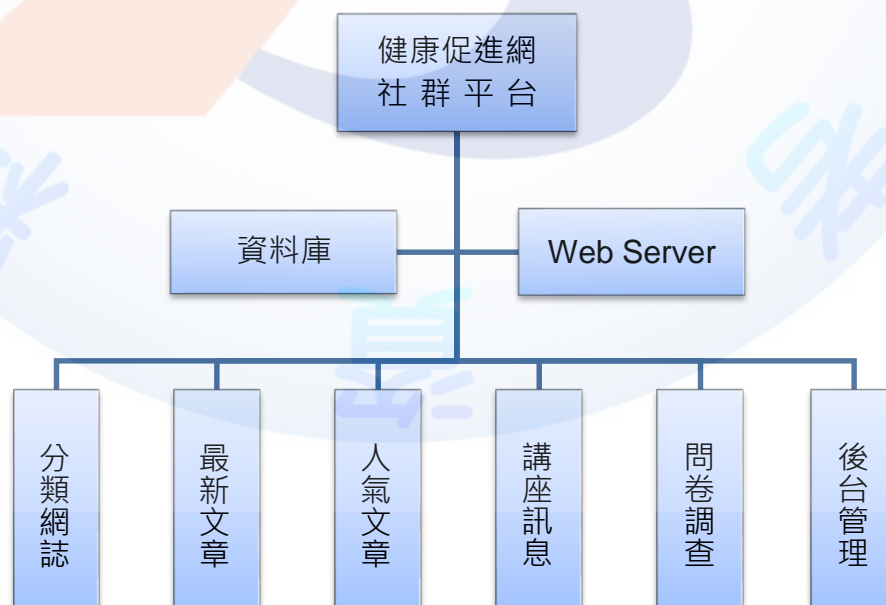 健康促進網
社群平台
資料庫
Web Server
分類網誌
最新文章
人氣文章
講座訊息
問卷調查
後台管理